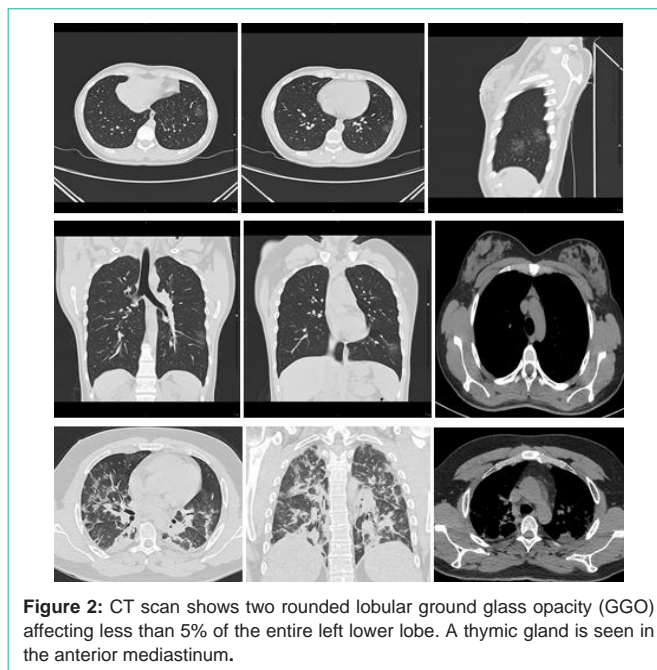 Figure 2: CT scan shows two rounded lobular ground glass opacity (GGO)
affecting less than 5% of the entire left lower lobe. A thymic gland is seen in
the anterior mediastinum.